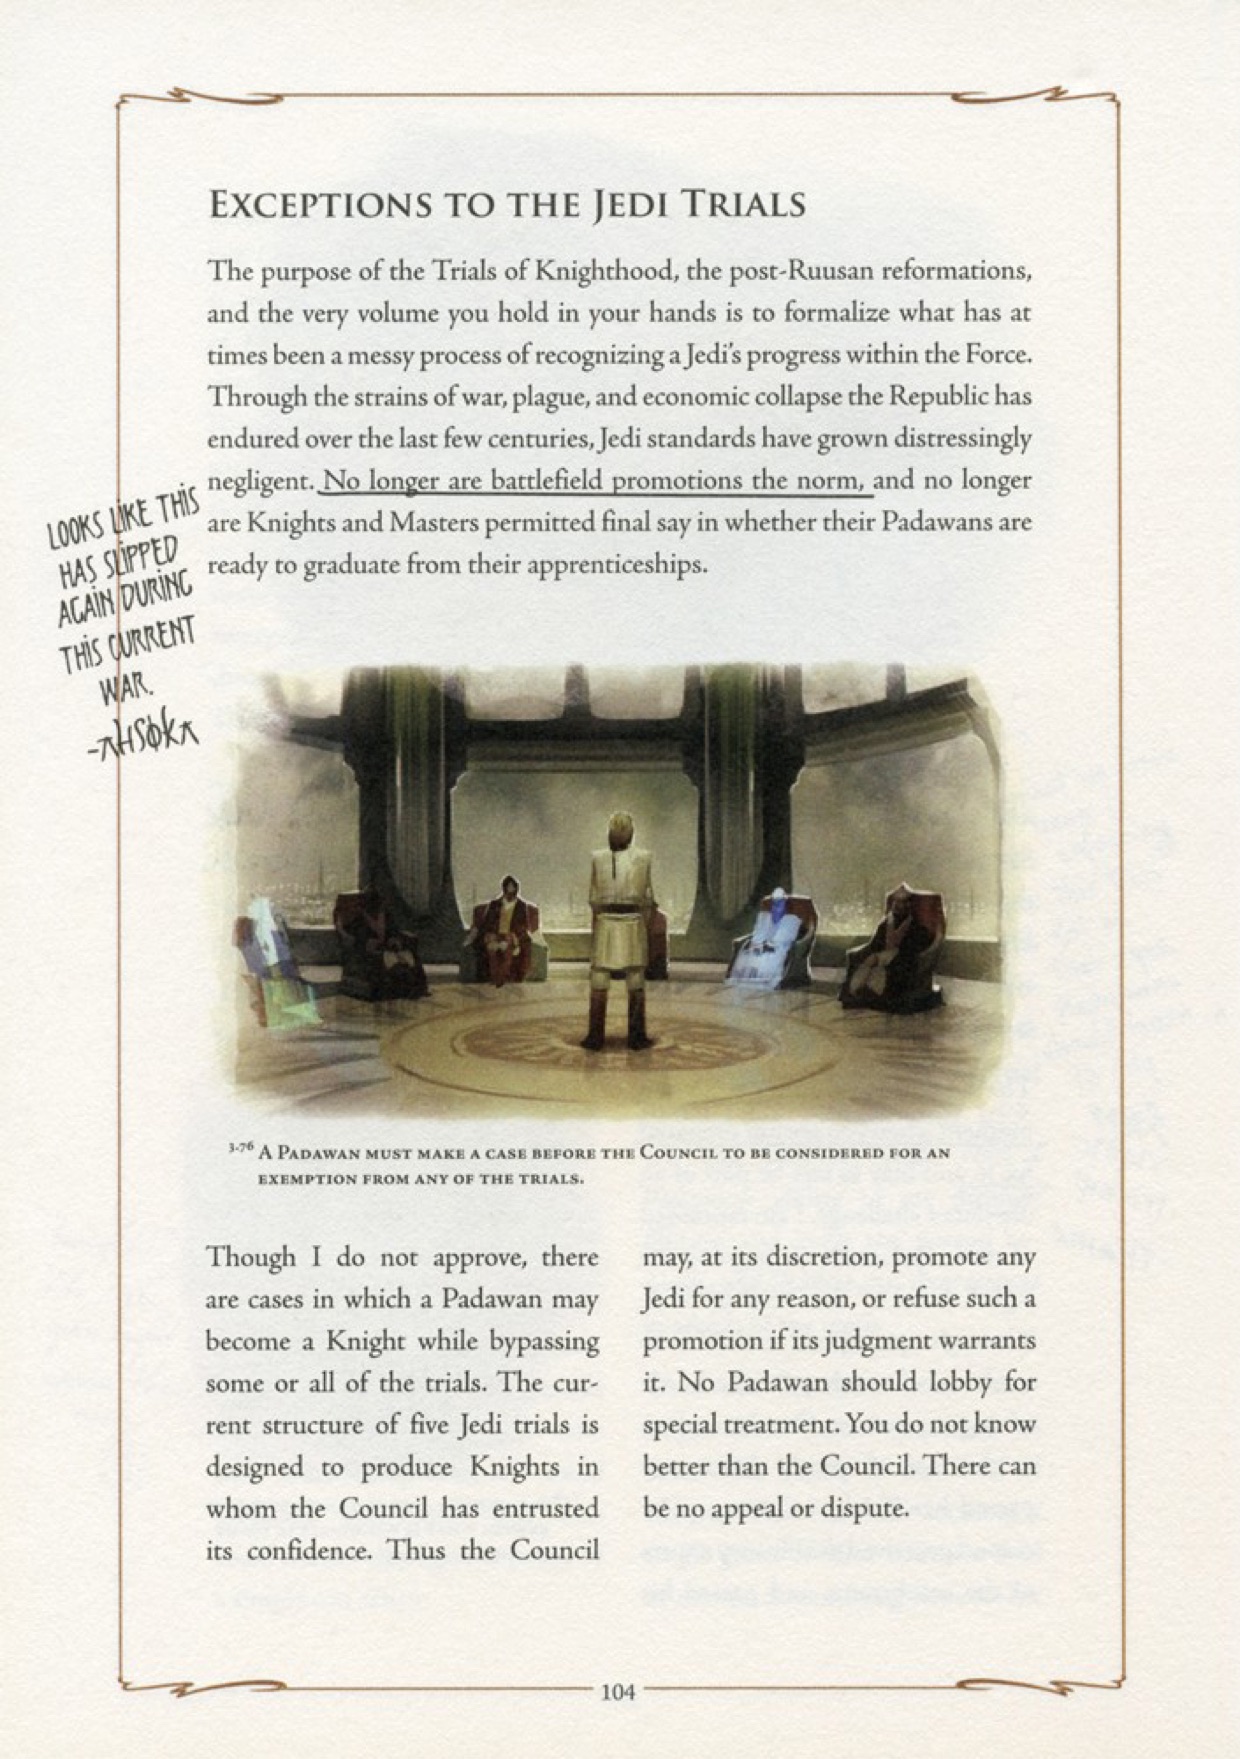 EXCEPTIONS TO THE JEDI TRIALS
The purpose of the Trials of Knighthood, the post-Ruusan reformations,
and the very volume you hold in your hands is to formalize what has at
times been a messy process of recognizing a Jedi's progress within the Force.
Through the strains of war, plague, and economic collapse the Republic has
endured over the last few centuries, Jedi standards have grown distressingly
negligent. No longer are battlefield promotions the norm, and no longer
are Knights and Masters permitted final say in whether their Padawans are
ready to graduate from their apprenticeships.
LOOKS LIKE THIS
HAS SLIPPED
AGAIN DURING
THIS CURRENT
WAR.
-AHSOKA
3-76 A PADAWAN MUST MAKE A CASE BEFORE THE COUNCIL TO BE CONSIDERED FOR AN
EXEMPTION FROM ANY OF THE TRIALS.
Though I do not approve, there
are cases in which a Padawan may
become a Knight while bypassing
some or all of the trials. The cur-
rent structure of five Jedi trials is
designed to produce Knights in
whom the Council has entrusted
its confidence. Thus the Council
may, at its discretion, promote any
Jedi for any reason, or refuse such a
promotion if its judgment warrants
it. No Padawan should lobby for
special treatment. You do not know
better than the Council. There can
be no appeal or dispute.
104